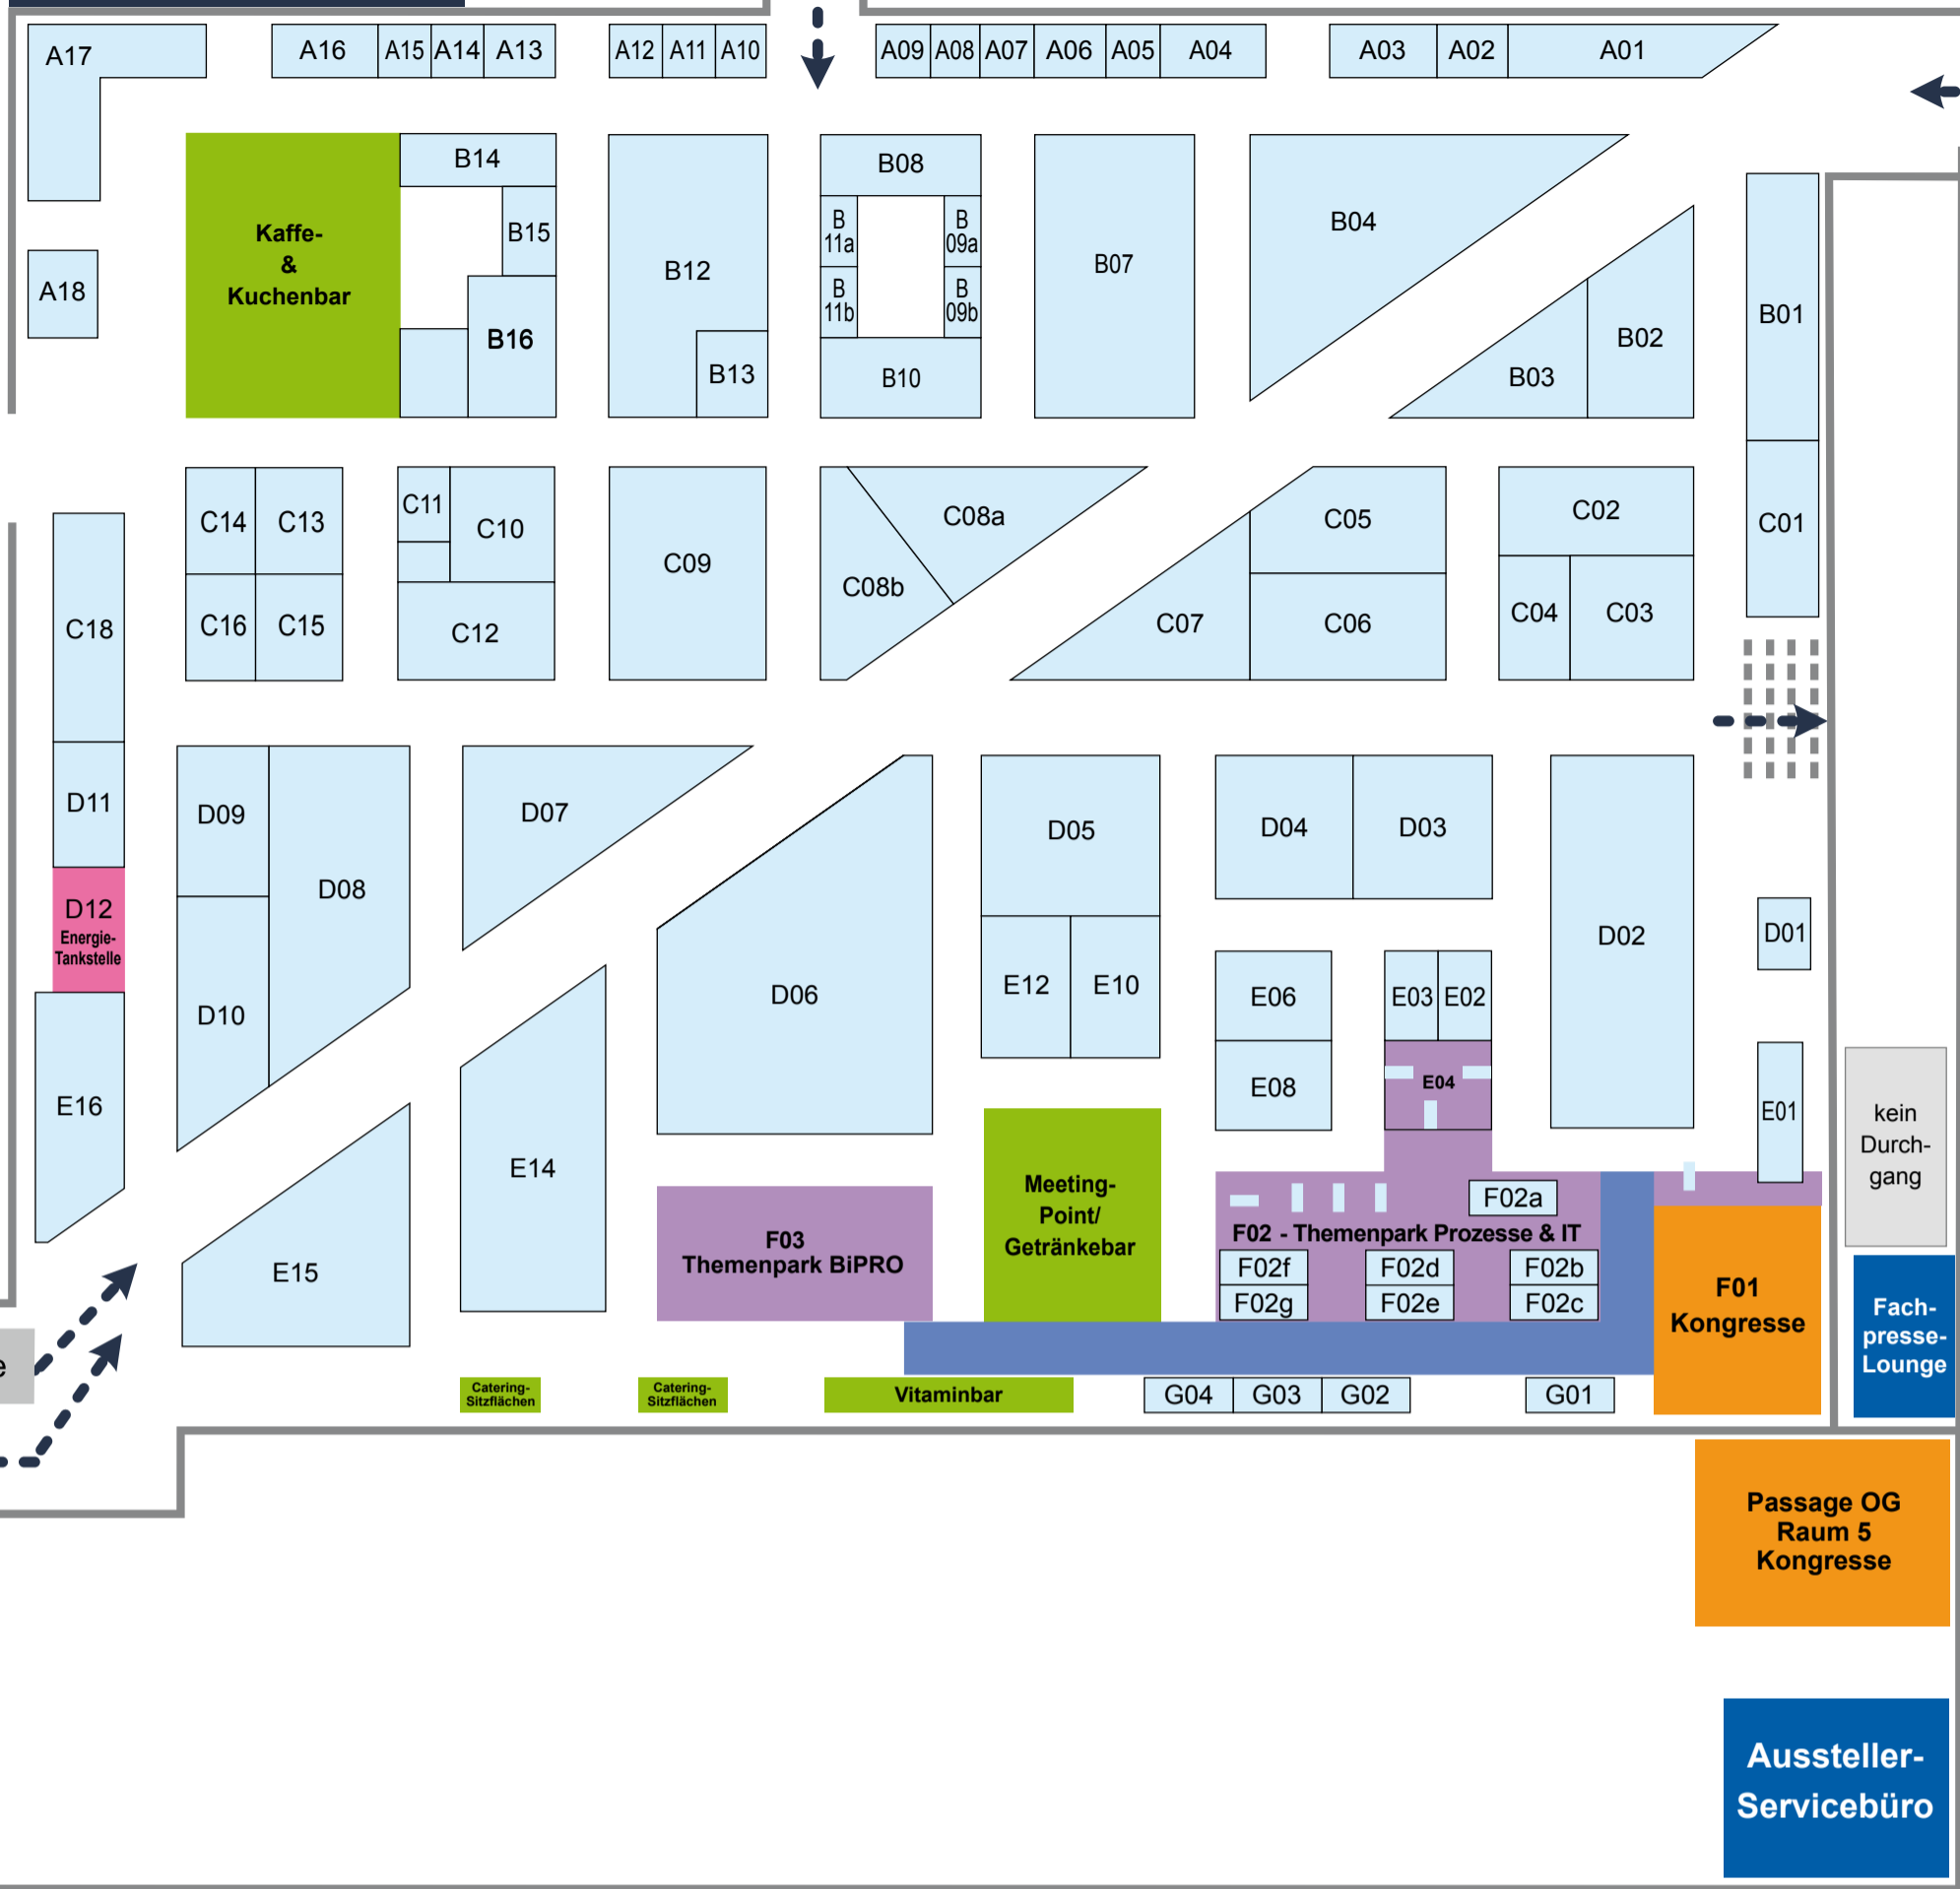 A17
A16 A15 A14 A13 A12 A11 A10 A09 A08 A07 A06 A05 A04 A03 A02 A01
A18
Kaffe-
&
Kuchenbar
B14
B15
B16
B12
B13
B08
B
11a
B
09a
B
11b
B
09b
B10
B07
B04
B03
B02
B01
C14 C13
C16 C15
C11
C10
C12
C09
C08a
C08b
C07
C05
C06
C02
C04 C03
C01
C18
D11
D12
Energie-
Tankstelle
E16
D09
D08
D10
D07
D06
D05
E12 E10
D04 D03
D02
D01
E06
E08
E03 E02
E04
E01
kein
Durch-
gang
E14
E15
F03
Themenpark BiPRO
Meeting-
Point/
Getränkebar
F02a
F02 - Themenpark Prozesse & IT
F02f F02d F02b
F02g F02e F02c
F01
Kongresse
Fach-
presse-
Lounge
e
Catering-
Sitzflächen
Catering-
Sitzflächen
Vitaminbar
G04 G03 G02 G01
Passage OG
Raum 5
Kongresse
Aussteller-
Servicebüro